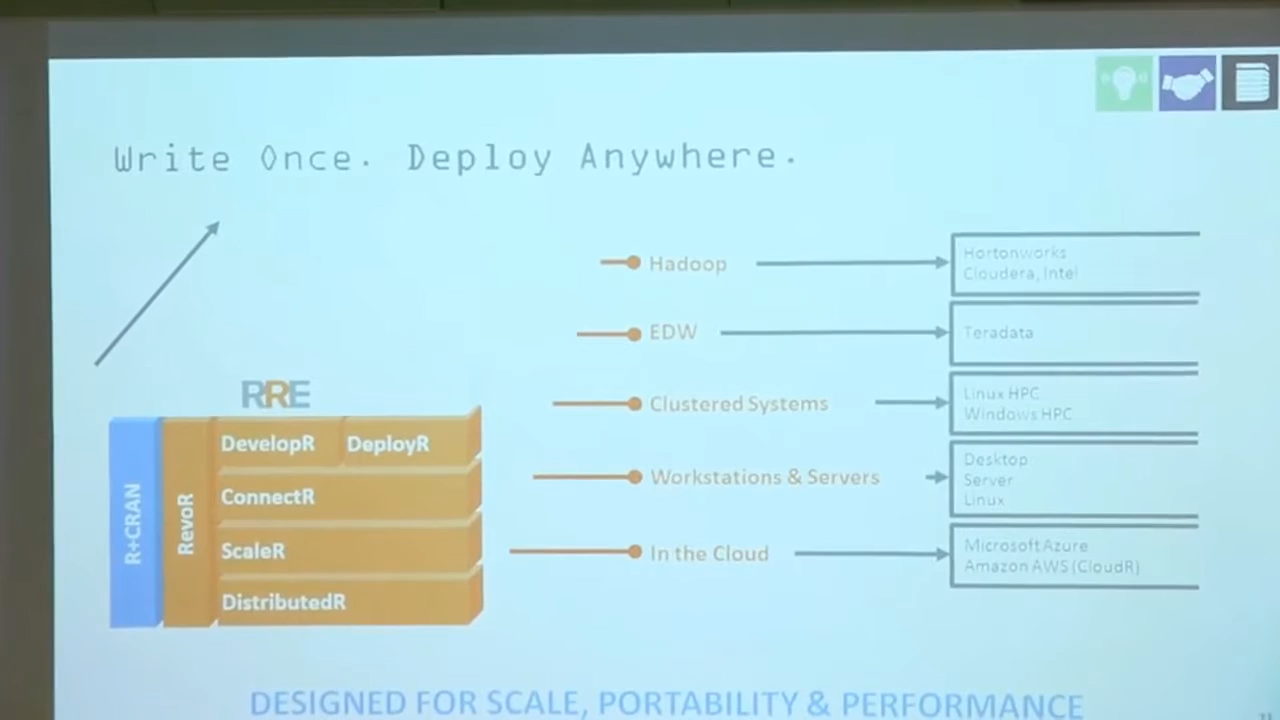 Write Once. Deploy Anywhere.
Hadoop
Hortonworks
Cloudera, Intel
EDW
Teradata
Clustered Systems
Linux HPC
Windows HPC
Workstations & Servers
Desktop
Server
Linux
In the Cloud
Microsoft Azure
Amazon AWS (CloudR)
RRE
R+CRAN
RevoR
DevelopR
DeployR
ConnectR
ScaleR
DistributedR
DESIGNED FOR SCALE, PORTABILITY & PERFORMANCE